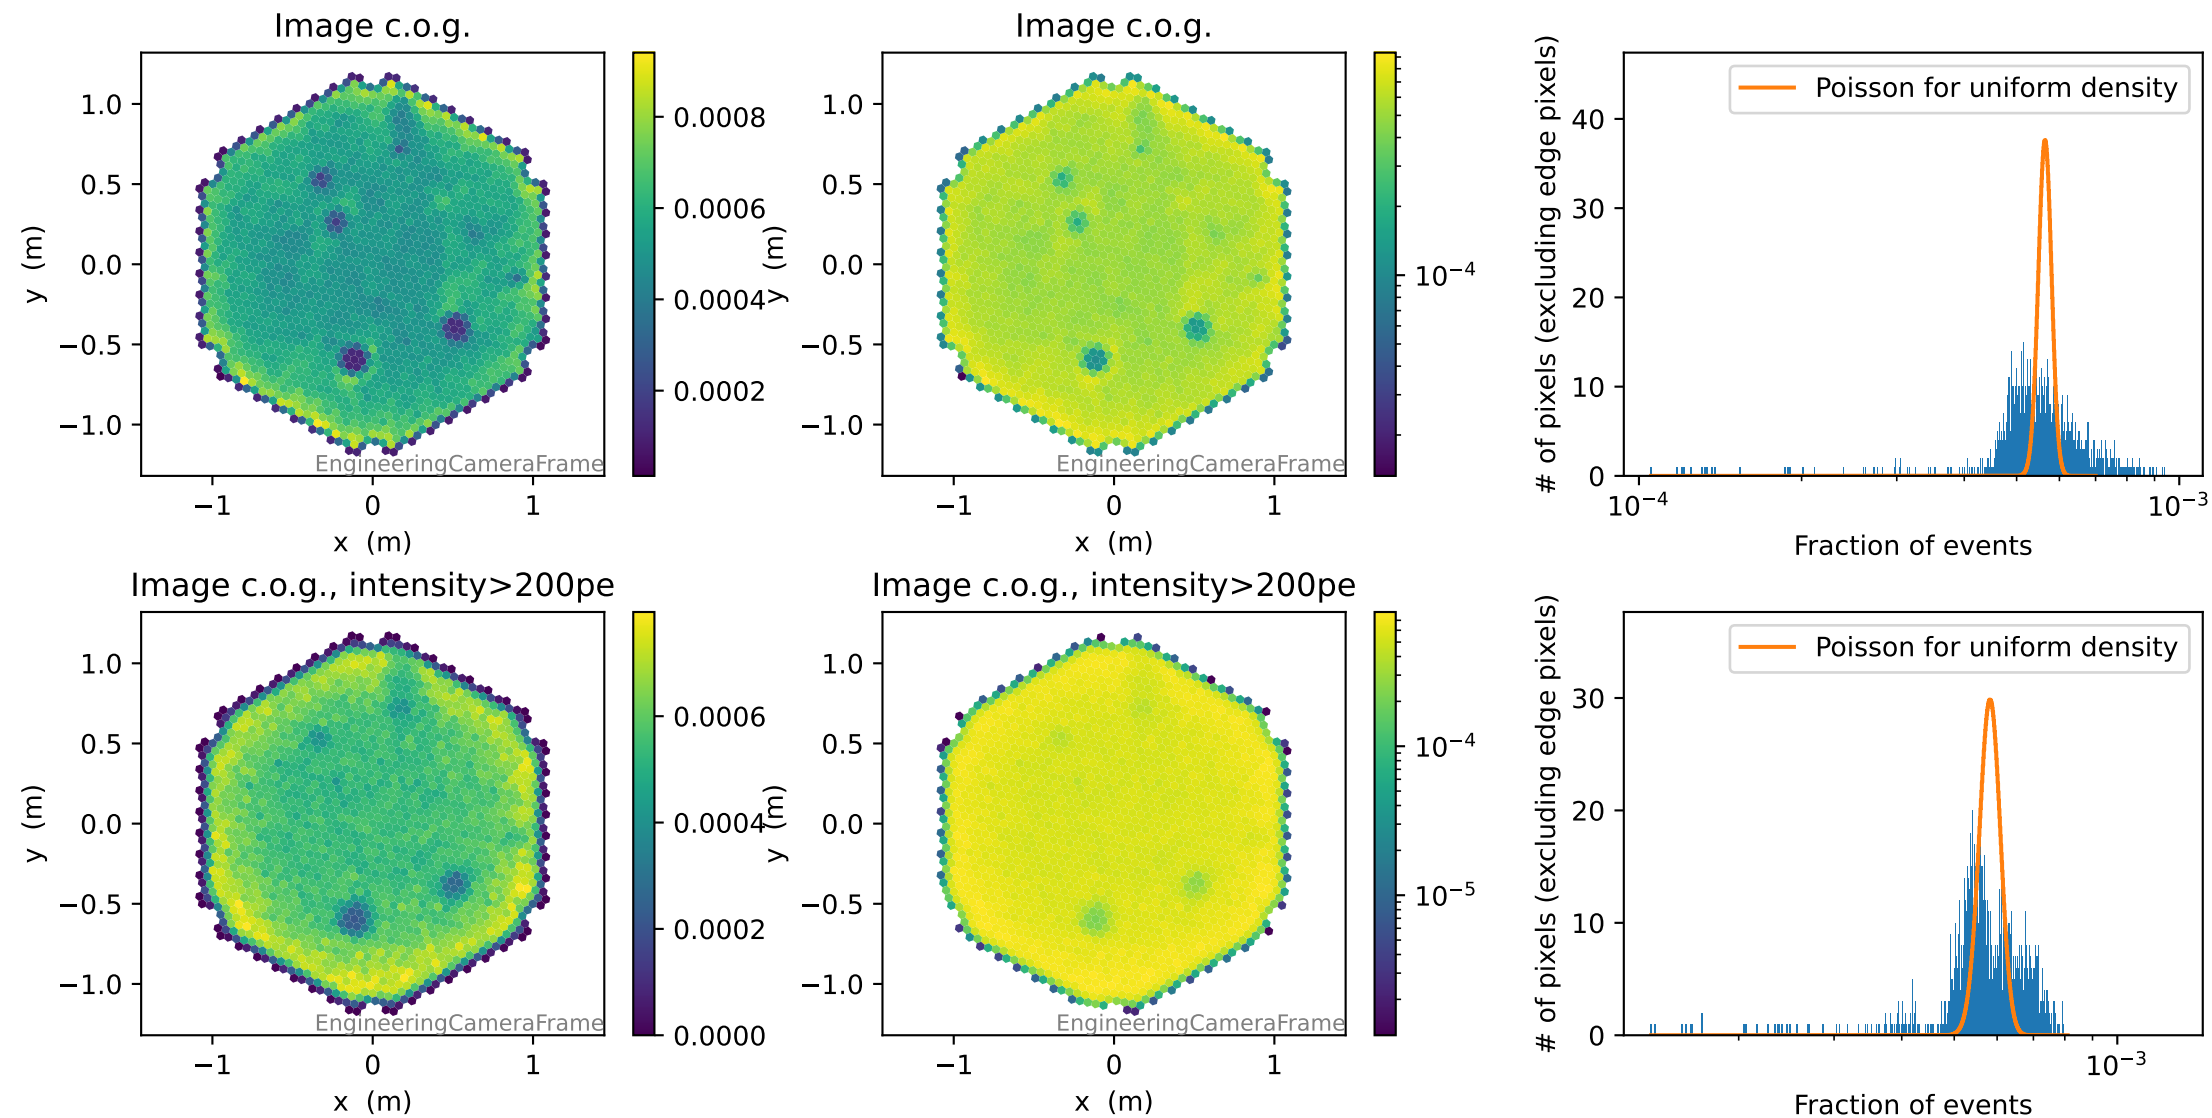 Image c.o.g.
1.0
0.5
0.0
−0.5
−1.0
y (m)
−1
0
1
x (m)
EngineeringCameraFrame
0.0008
0.0006
0.0004
0.0002
Image c.o.g.
1.0
0.5
0.0
−0.5
−1.0
y (m)
−1
0
1
x (m)
EngineeringCameraFrame
10⁻⁴
Poisson for uniform density
# of pixels (excluding edge pixels)
40
30
20
10
0
10⁻⁴
10⁻³
Fraction of events
Image c.o.g., intensity>200pe
1.0
0.5
0.0
−0.5
−1.0
y (m)
−1
0
1
x (m)
EngineeringCameraFrame
0.0006
0.0004
0.0002
0.0000
Image c.o.g., intensity>200pe
1.0
0.5
0.0
−0.5
−1.0
y (m)
−1
0
1
x (m)
EngineeringCameraFrame
10⁻⁴
10⁻⁵
Poisson for uniform density
# of pixels (excluding edge pixels)
30
20
10
0
10⁻³
Fraction of events